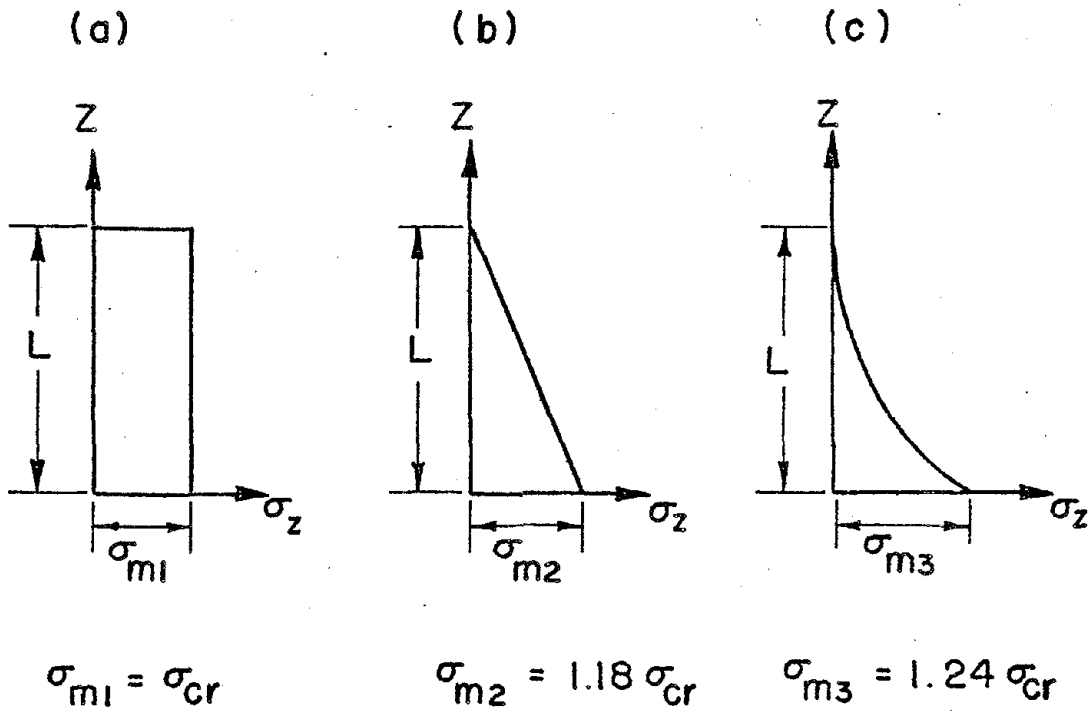 (a) (b) (c)
Z Z Z
L L L
σz σz σz
σm1 σm2 σm3
σm1 = σcr σm2 = 1.18 σcr σm3 = 1.24 σcr